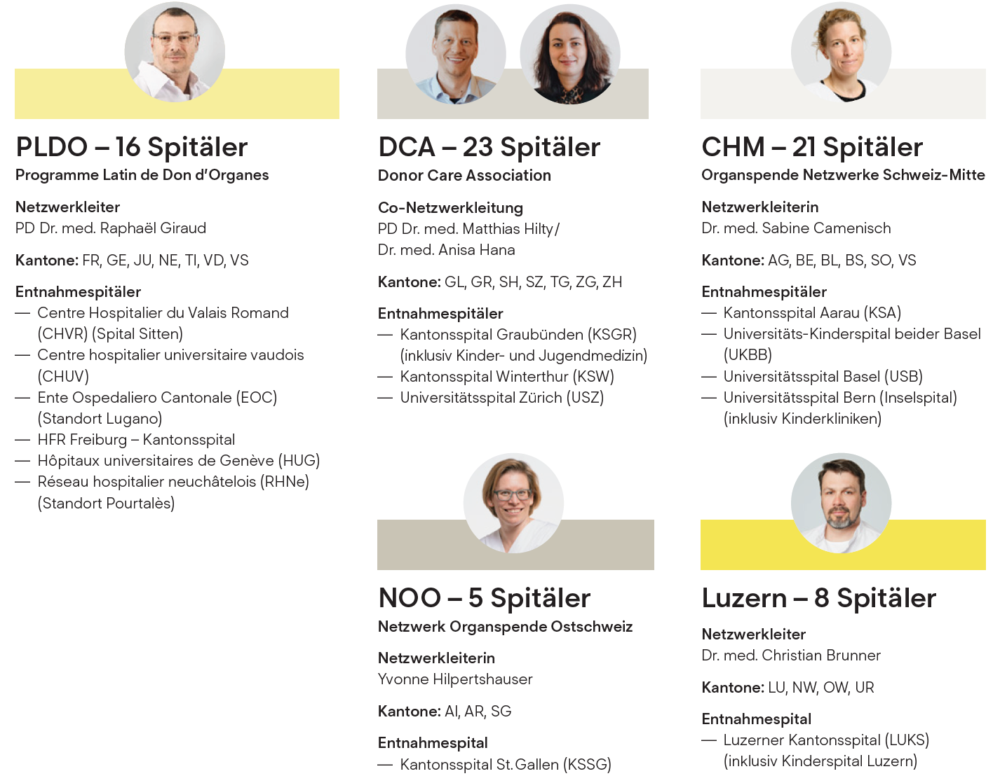 PLDO – 16 Spitäler
Programme Latin de Don d’Organes
Netzwerkleiter
PD Dr. med. Raphaël Giraud
Kantone: FR, GE, JU, NE, TI, VD, VS
Entnahmespitäler
— Centre Hospitalier du Valais Romand
(CHVR) (Spital Sitten)
— Centre hospitalier universitaire vaudois
(CHUV)
— Ente Ospedaliero Cantonale (EOC)
(Standort Lugano)
— HFR Freiburg – Kantonsspital
— Hôpitaux universitaires de Genève (HUG)
— Réseau hospitalier neuchâtelois (RHNe)
(Standort Pourtalès)
DCA – 23 Spitäler
Donor Care Association
Co-Netzwerkleitung
PD Dr. med. Matthias Hilty/
Dr. med. Anisa Hana
Kantone: GL, GR, SH, SZ, TG, ZG, ZH
Entnahmespitäler
— Kantonsspital Graubünden (KSGR)
(inklusiv Kinder- und Jugendmedizin)
— Kantonsspital Winterthur (KSW)
— Universitätsspital Zürich (USZ)
CHM – 21 Spitäler
Organspende Netzwerke Schweiz-Mitte
Netzwerkleiterin
Dr. med. Sabine Camenisch
Kantone: AG, BE, BL, BS, SO, VS
Entnahmespitäler
— Kantonsspital Aarau (KSA)
— Universitäts-Kinderspital beider Basel
(UKBB)
— Universitätsspital Basel (USB)
— Universitätsspital Bern (Inselspital)
(inklusiv Kinderkliniken)
NOO – 5 Spitäler
Netzwerk Organspende Ostschweiz
Netzwerkleiterin
Yvonne Hilpertshauser
Kantone: AI, AR, SG
Entnahmespital
— Kantonsspital St. Gallen (KSSG)
Luzern – 8 Spitäler
Netzwerkleiter
Dr. med. Christian Brunner
Kantone: LU, NW, OW, UR
Entnahmespital
— Luzerner Kantonsspital (LUKS)
(inklusiv Kinderspital Luzern)